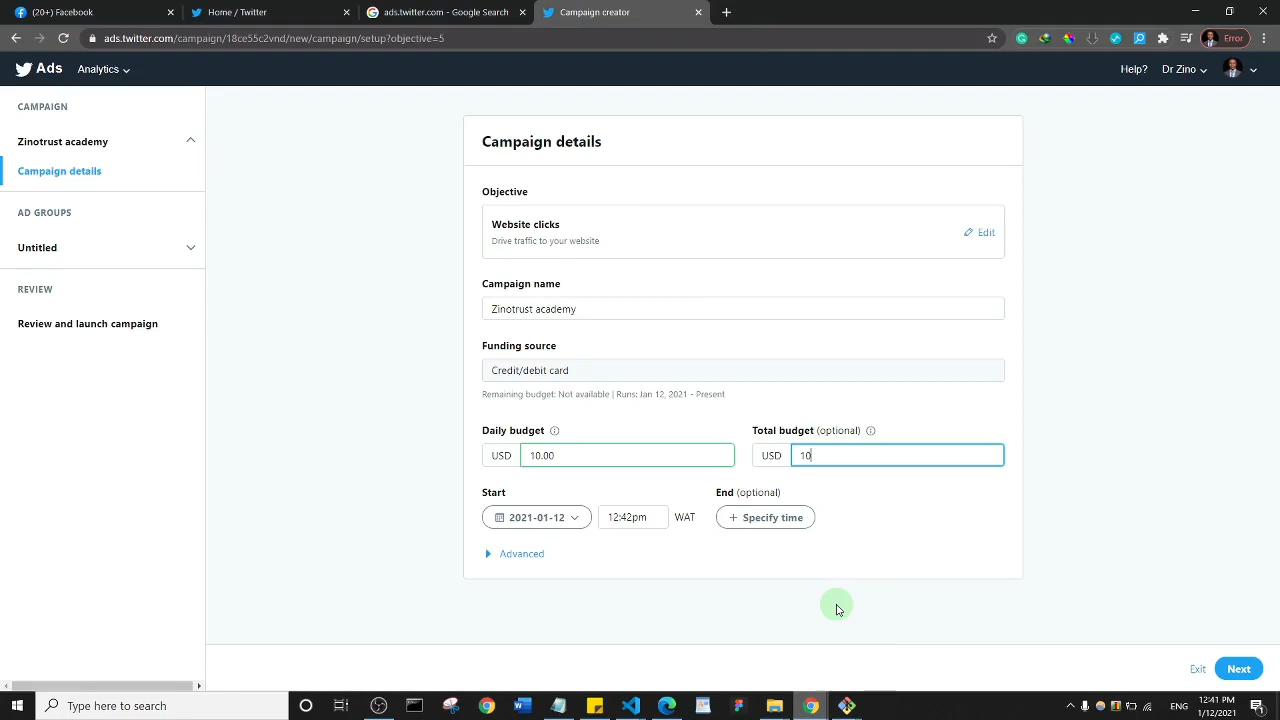 (20+) Facebook
Home / Twitter
ads.twitter.com - Google Search
Campaign creator
ads.twitter.com/campaign/18ce55c2vnd/new/campaign/setup?objective=5
Error
Ads
Analytics
Help?
Dr Zino
CAMPAIGN
Zinotrust academy
Campaign details
AD GROUPS
Untitled
REVIEW
Review and launch campaign
Campaign details
Objective
Website clicks
Drive traffic to your website
Edit
Campaign name
Zinotrust academy
Funding source
Credit/debit card
Remaining budget: Not available | Runs: Jan 12, 2021 - Present
Daily budget
Total budget (optional)
USD 10.00
USD 10
Start
End (optional)
2021-01-12
12:42pm
WAT
+ Specify time
Advanced
Exit
Next
Type here to search
ENG
12:41 PM
1/12/2021